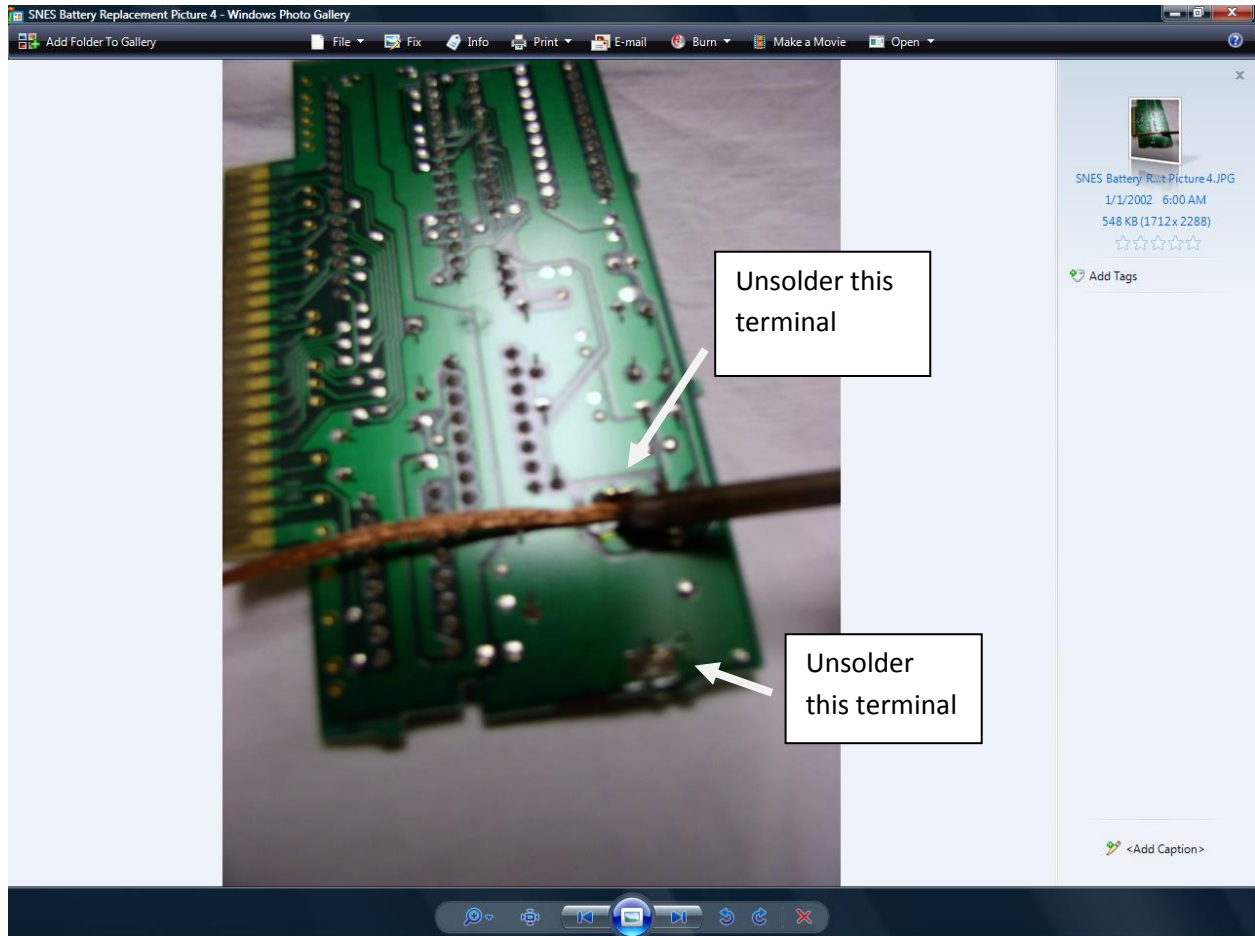 SNES Battery Replacement Picture 4 - Windows Photo Gallery
Add Folder To Gallery File Fix Info Print E-mail Burn Make a Movie Open
SNES Battery R...t Picture 4.JPG
1/1/2002 6:00 AM
548 KB (1712 x 2288)
Add Tags
Unsolder this
terminal
Unsolder
this terminal
<Add Caption>